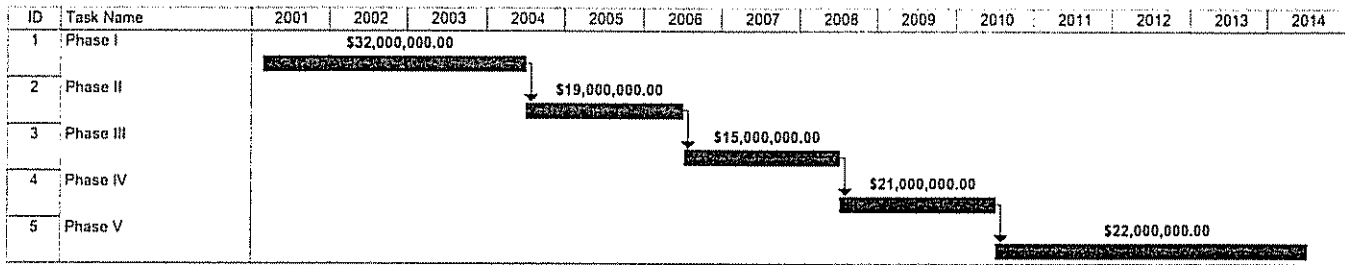 ID Task Name 2001 2002 2003 2004 2005 2006 2007 2008 2009 2010 2011 2012 2013 2014
1 Phase I $32,000,000.00
2 Phase II $19,000,000.00
3 Phase III $15,000,000.00
4 Phase IV $21,000,000.00
5 Phase V $22,000,000.00